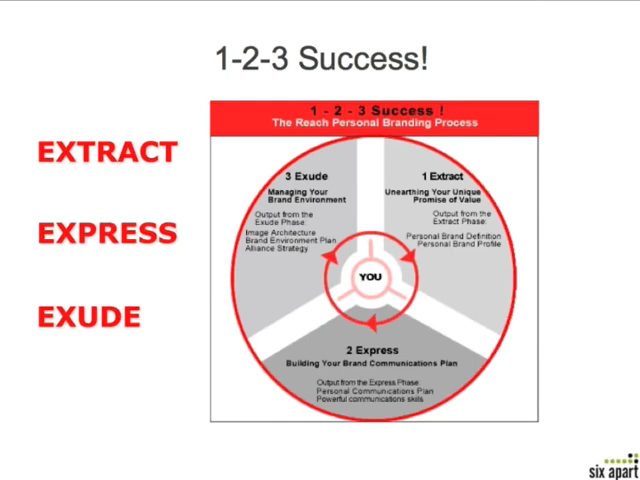 1-2-3 Success!
EXTRACT
EXPRESS
EXUDE
1 - 2 - 3 Success !
The Reach Personal Branding Process
3 Exude
Managing Your
Brand Environment
Output from the
Exude Phase:
Image Architecture
Brand Environment Plan
Alliance Strategy
1 Extract
Unearthing Your Unique
Promise of Value
Output from the
Extract Phase:
Personal Brand Definition
Personal Brand Profile
YOU
2 Express
Building Your Brand Communications Plan
Output from the Express Phase:
Personal Communications Plan
Powerful communications skills.
six apart